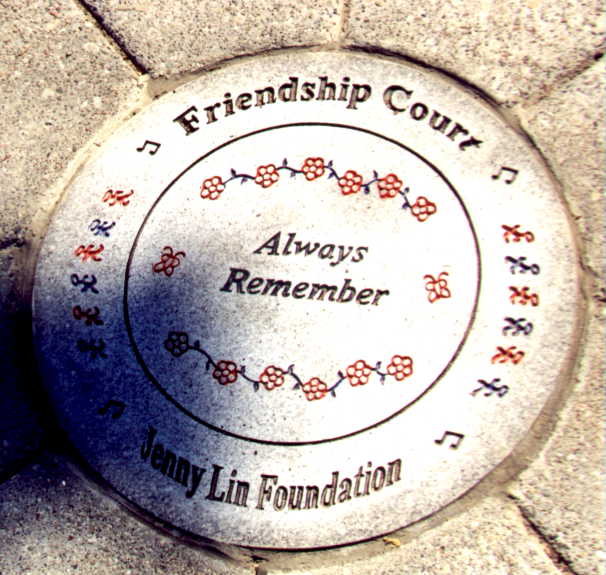 Friendship Court
Always
Remember
Jenny Lin Foundation